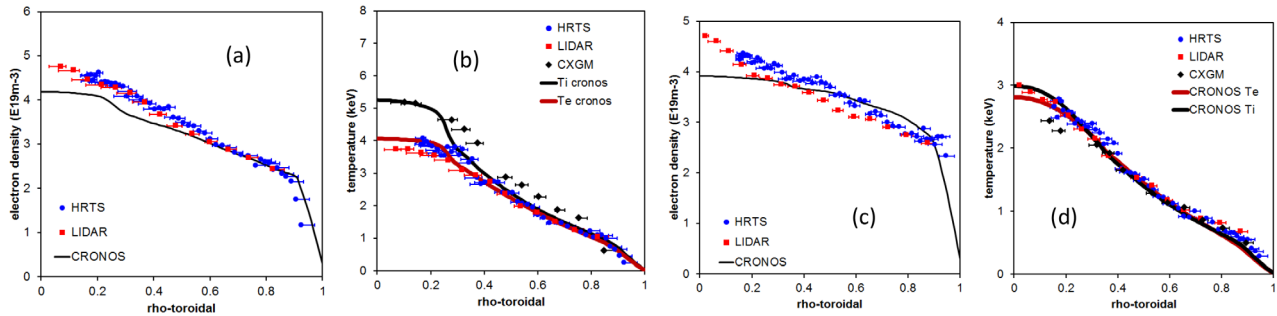 (a)
electron density (E19m-3)
6
5
4
3
2
1
0
HRTS
LIDAR
CRONOS
0 0.2 0.4 0.6 0.8 1
rho-toroidal
(b)
temperature (keV)
8
7
6
5
4
3
2
1
0
HRTS
LIDAR
CXGM
Ti cronos
Te cronos
0 0.2 0.4 0.6 0.8 1
rho-toroidal
(c)
electron density (E19m-3)
5
4
3
2
1
0
HRTS
LIDAR
CRONOS
0 0.2 0.4 0.6 0.8 1
rho-toroidal
(d)
temperature (keV)
4
3
2
1
0
HRTS
LIDAR
CXGM
CRONOS Te
CRONOS Ti
0 0.2 0.4 0.6 0.8 1
rho-toroidal